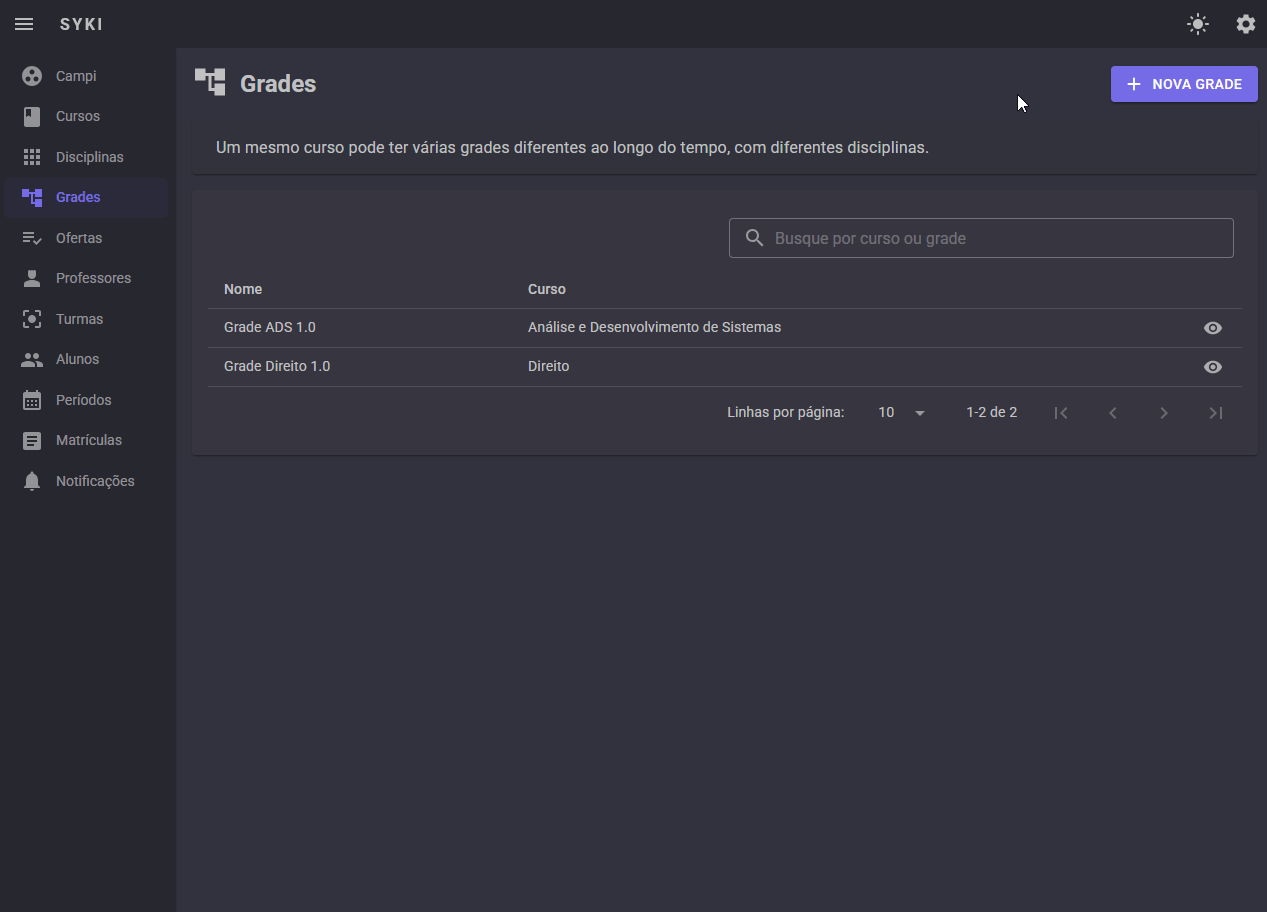 SYKI
Campi
Cursos
Disciplinas
Grades
Ofertas
Professores
Turmas
Alunos
Períodos
Matrículas
Notificações
Grades
NOVA GRADE
Um mesmo curso pode ter várias grades diferentes ao longo do tempo, com diferentes disciplinas.
Busque por curso ou grade
Nome Curso
Grade ADS 1.0 Análise e Desenvolvimento de Sistemas
Grade Direito 1.0 Direito
Linhas por página: 10 1-2 de 2